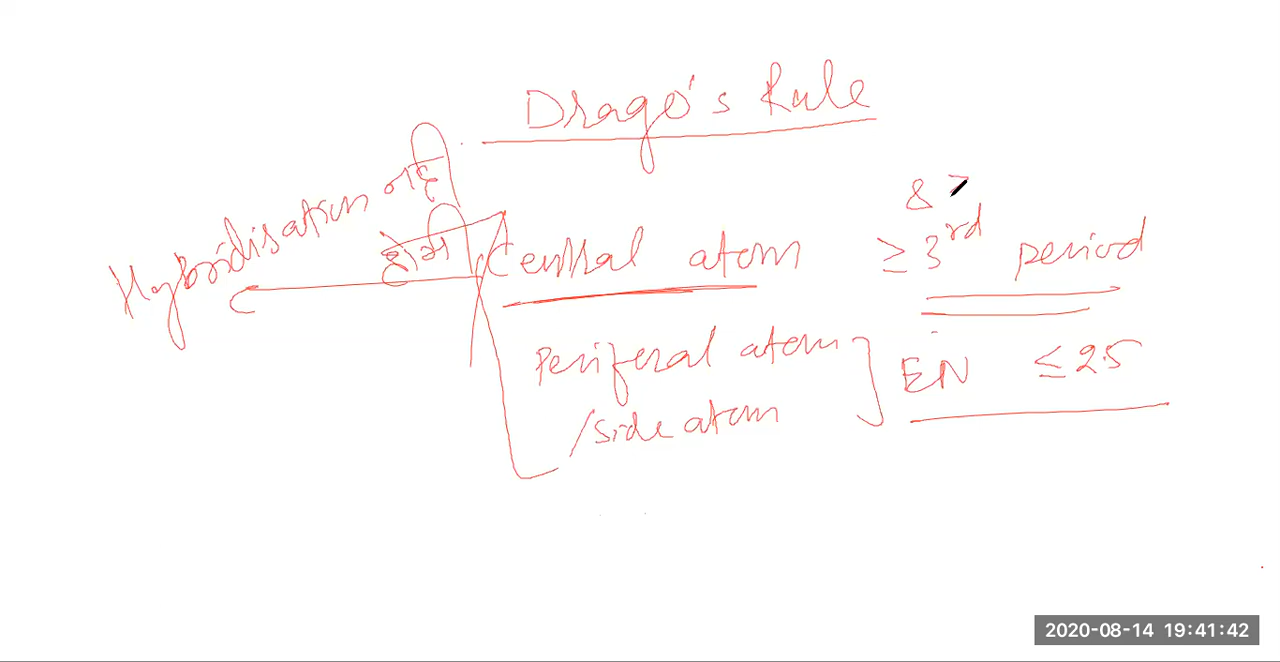 Drago's Rule
Hybridisation नहीं
होगी
Central atom ≥ 3rd period
&
Periferal atom
/side atom
EN ≤ 2.5
2020-08-14 19:41:42